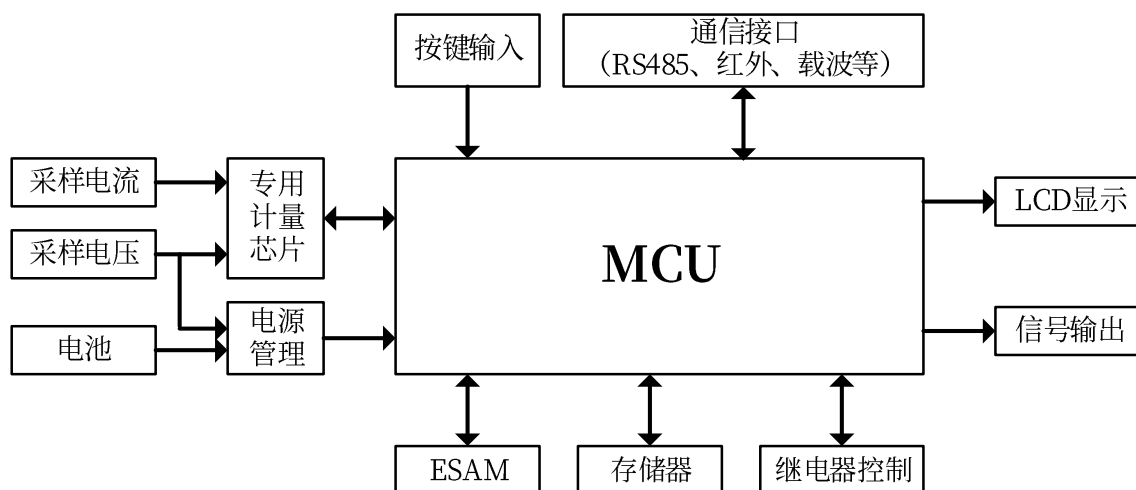 按键输入
通信接口
（RS485、红外、载波等）
采样电流
专用
计量
芯片
采样电压
MCU
LCD显示
电源
管理
电池
信号输出
ESAM
存储器
继电器控制